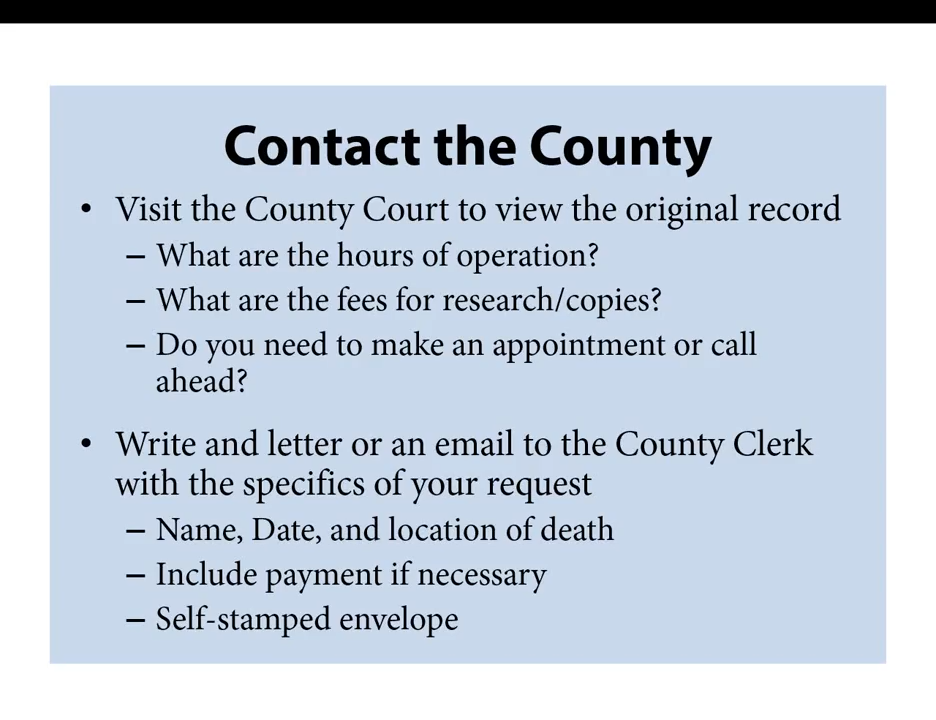 Contact the County
• Visit the County Court to view the original record
– What are the hours of operation?
– What are the fees for research/copies?
– Do you need to make an appointment or call
ahead?
• Write and letter or an email to the County Clerk
with the specifics of your request
– Name, Date, and location of death
– Include payment if necessary
– Self-stamped envelope